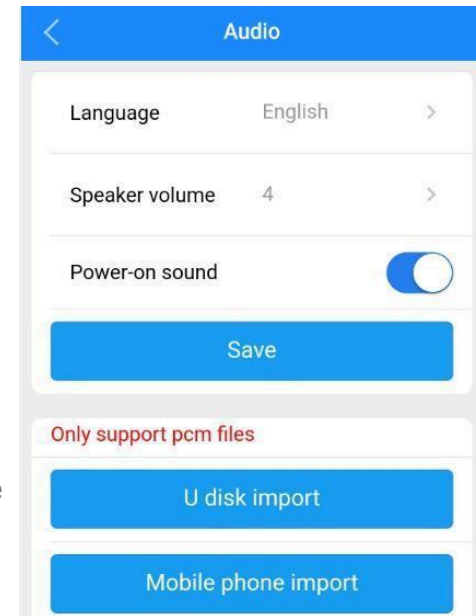 Audio
Language English
Speaker volume 4
Power-on sound
Save
Only support pcm files
U disk import
Mobile phone import